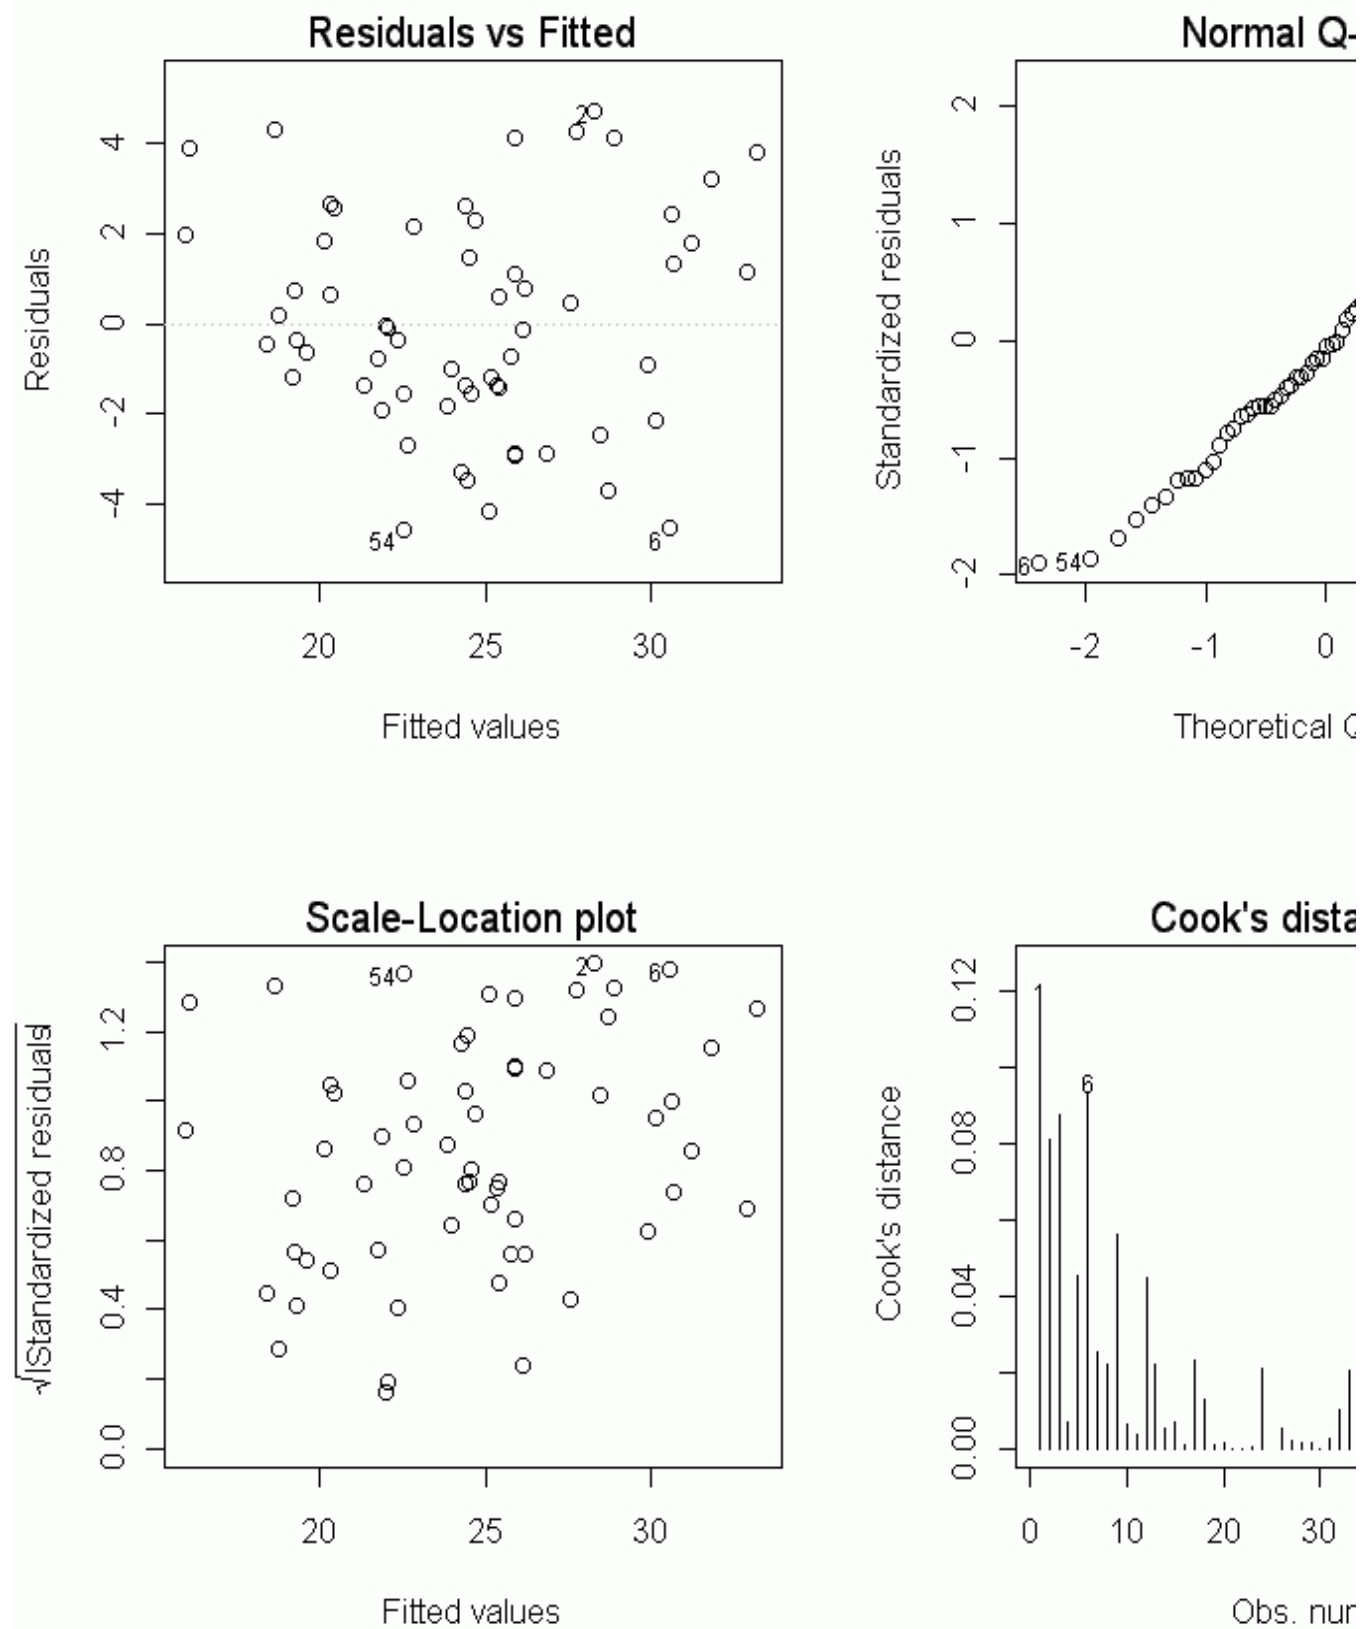 Residuals vs Fitted
Residuals
4
2
0
-2
-4
2
54
6
20 25 30
Fitted values
Normal Q-
Standardized residuals
2
1
0
-1
-2
6 54
-2 -1 0
Theoretical Q
Scale-Location plot
√|Standardized residuals|
1.2
0.8
0.4
0.0
54 2 6
20 25 30
Fitted values
Cook's dista
Cook's distance
0.12
0.08
0.04
0.00
1
6
0 10 20 30
Obs. nu